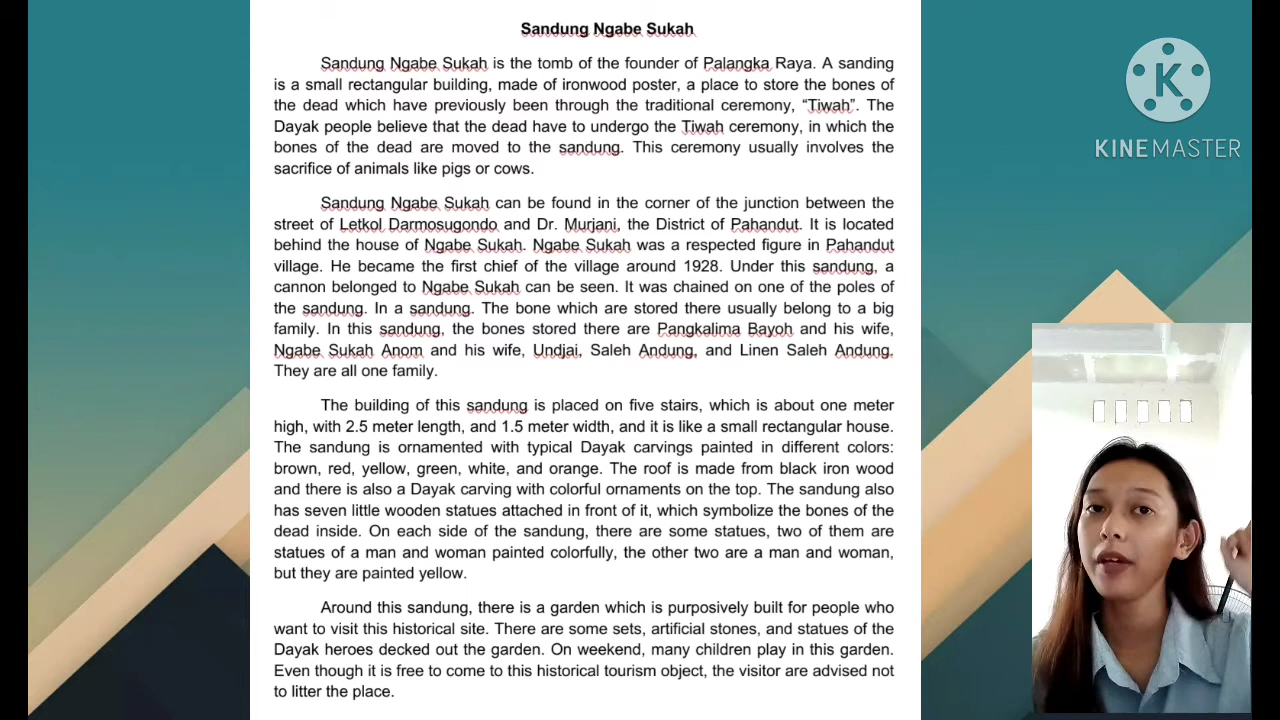 Sandung Ngabe Sukah
Sandung Ngabe Sukah is the tomb of the founder of Palangka Raya. A sanding
is a small rectangular building, made of ironwood poster, a place to store the bones of
the dead which have previously been through the traditional ceremony, “Tiwah”. The
Dayak people believe that the dead have to undergo the Tiwah ceremony, in which the
bones of the dead are moved to the sandung. This ceremony usually involves the
sacrifice of animals like pigs or cows.
Sandung Ngabe Sukah can be found in the corner of the junction between the
street of Letkol Darmosugondo and Dr. Murjani, the District of Pahandut. It is located
behind the house of Ngabe Sukah. Ngabe Sukah was a respected figure in Pahandut
village. He became the first chief of the village around 1928. Under this sandung, a
cannon belonged to Ngabe Sukah can be seen. It was chained on one of the poles of
the sandung. In a sandung. The bone which are stored there usually belong to a big
family. In this sandung, the bones stored there are Pangkalima Bayoh and his wife,
Ngabe Sukah Anom and his wife, Undjai, Saleh Andung, and Linen Saleh Andung.
They are all one family.
The building of this sandung is placed on five stairs, which is about one meter
high, with 2.5 meter length, and 1.5 meter width, and it is like a small rectangular house.
The sandung is ornamented with typical Dayak carvings painted in different colors:
brown, red, yellow, green, white, and orange. The roof is made from black iron wood
and there is also a Dayak carving with colorful ornaments on the top. The sandung also
has seven little wooden statues attached in front of it, which symbolize the bones of the
dead inside. On each side of the sandung, there are some statues, two of them are
statues of a man and woman painted colorfully, the other two are a man and woman,
but they are painted yellow.
Around this sandung, there is a garden which is purposively built for people who
want to visit this historical site. There are some sets, artificial stones, and statues of the
Dayak heroes decked out the garden. On weekend, many children play in this garden.
Even though it is free to come to this historical tourism object, the visitor are advised not
to litter the place.
K
KINEMASTER